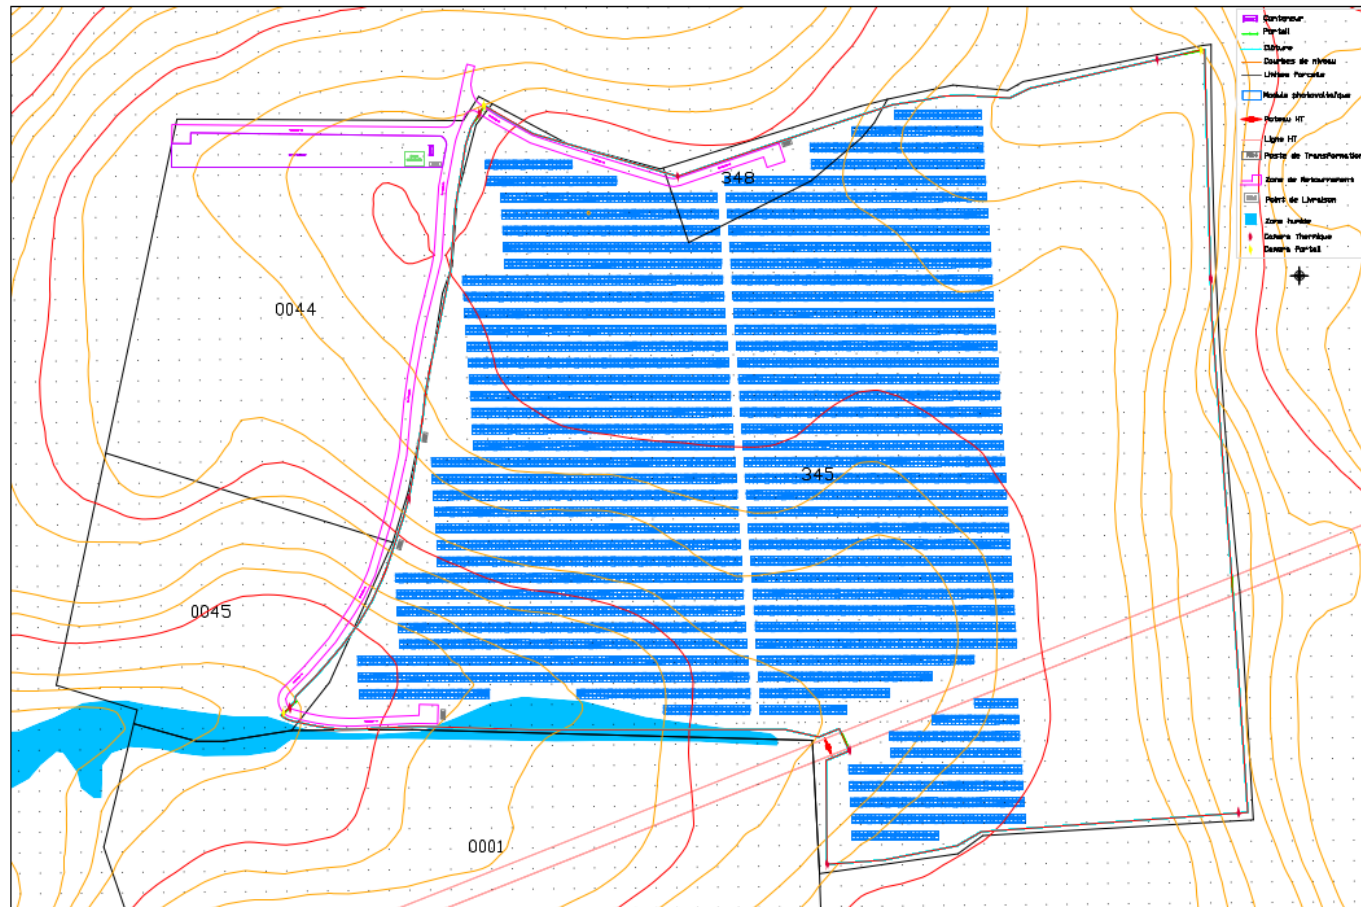 Conteneur
Portail
Clôture
Courbes de niveau
Limites Parcelle
Module photovoltaïque
Poteau HT
Ligne HT
Poste de Transformation
Zone de Retournement
Point de Livraison
Zone humide
Camera Thermique
Camera Portail
348
0044
345
0045
0001